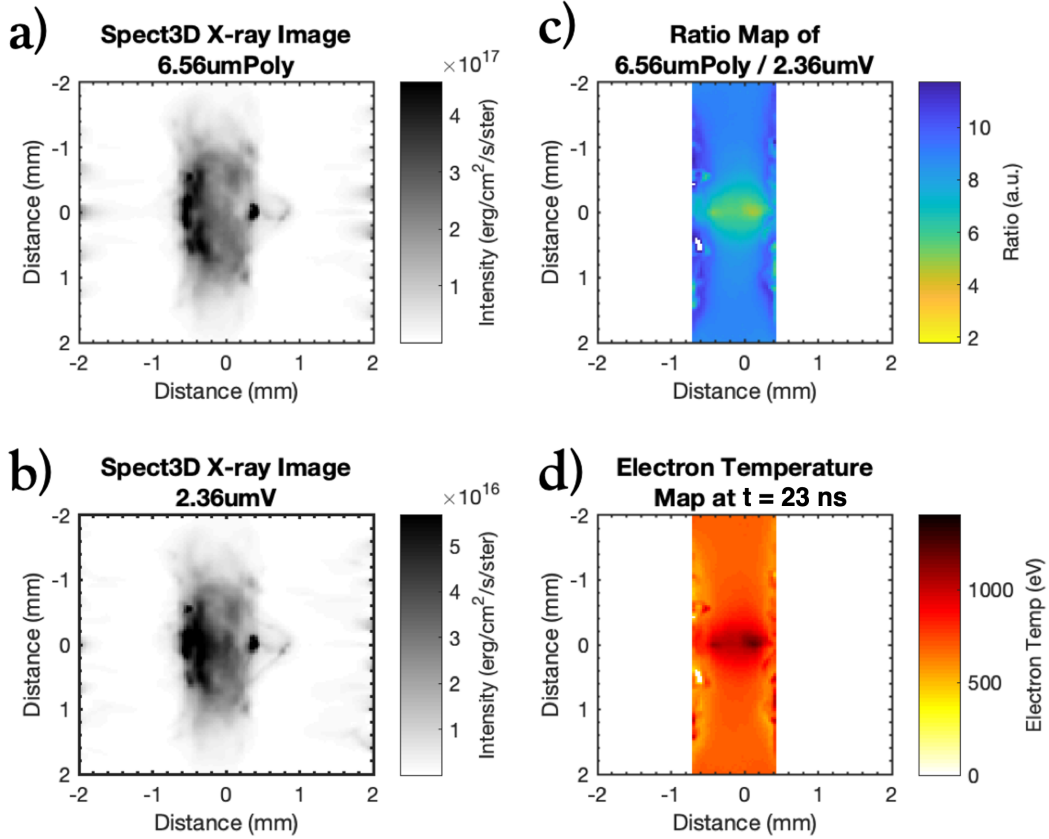 a)
Spect3D X-ray Image
6.56umPoly
×10^17
-2
-1
0
1
2
-2 -1 0 1 2
Distance (mm)
Distance (mm)
4
3
2
1
Intensity (erg/cm^2/s/ster)
c)
Ratio Map of
6.56umPoly / 2.36umV
-2
-1
0
1
2
-2 -1 0 1 2
Distance (mm)
Distance (mm)
10
8
6
4
2
Ratio (a.u.)
b)
Spect3D X-ray Image
2.36umV
×10^16
-2
-1
0
1
2
-2 -1 0 1 2
Distance (mm)
Distance (mm)
5
4
3
2
1
Intensity (erg/cm^2/s/ster)
d)
Electron Temperature
Map at t = 23 ns
-2
-1
0
1
2
-2 -1 0 1 2
Distance (mm)
Distance (mm)
1000
500
0
Electron Temp (eV)